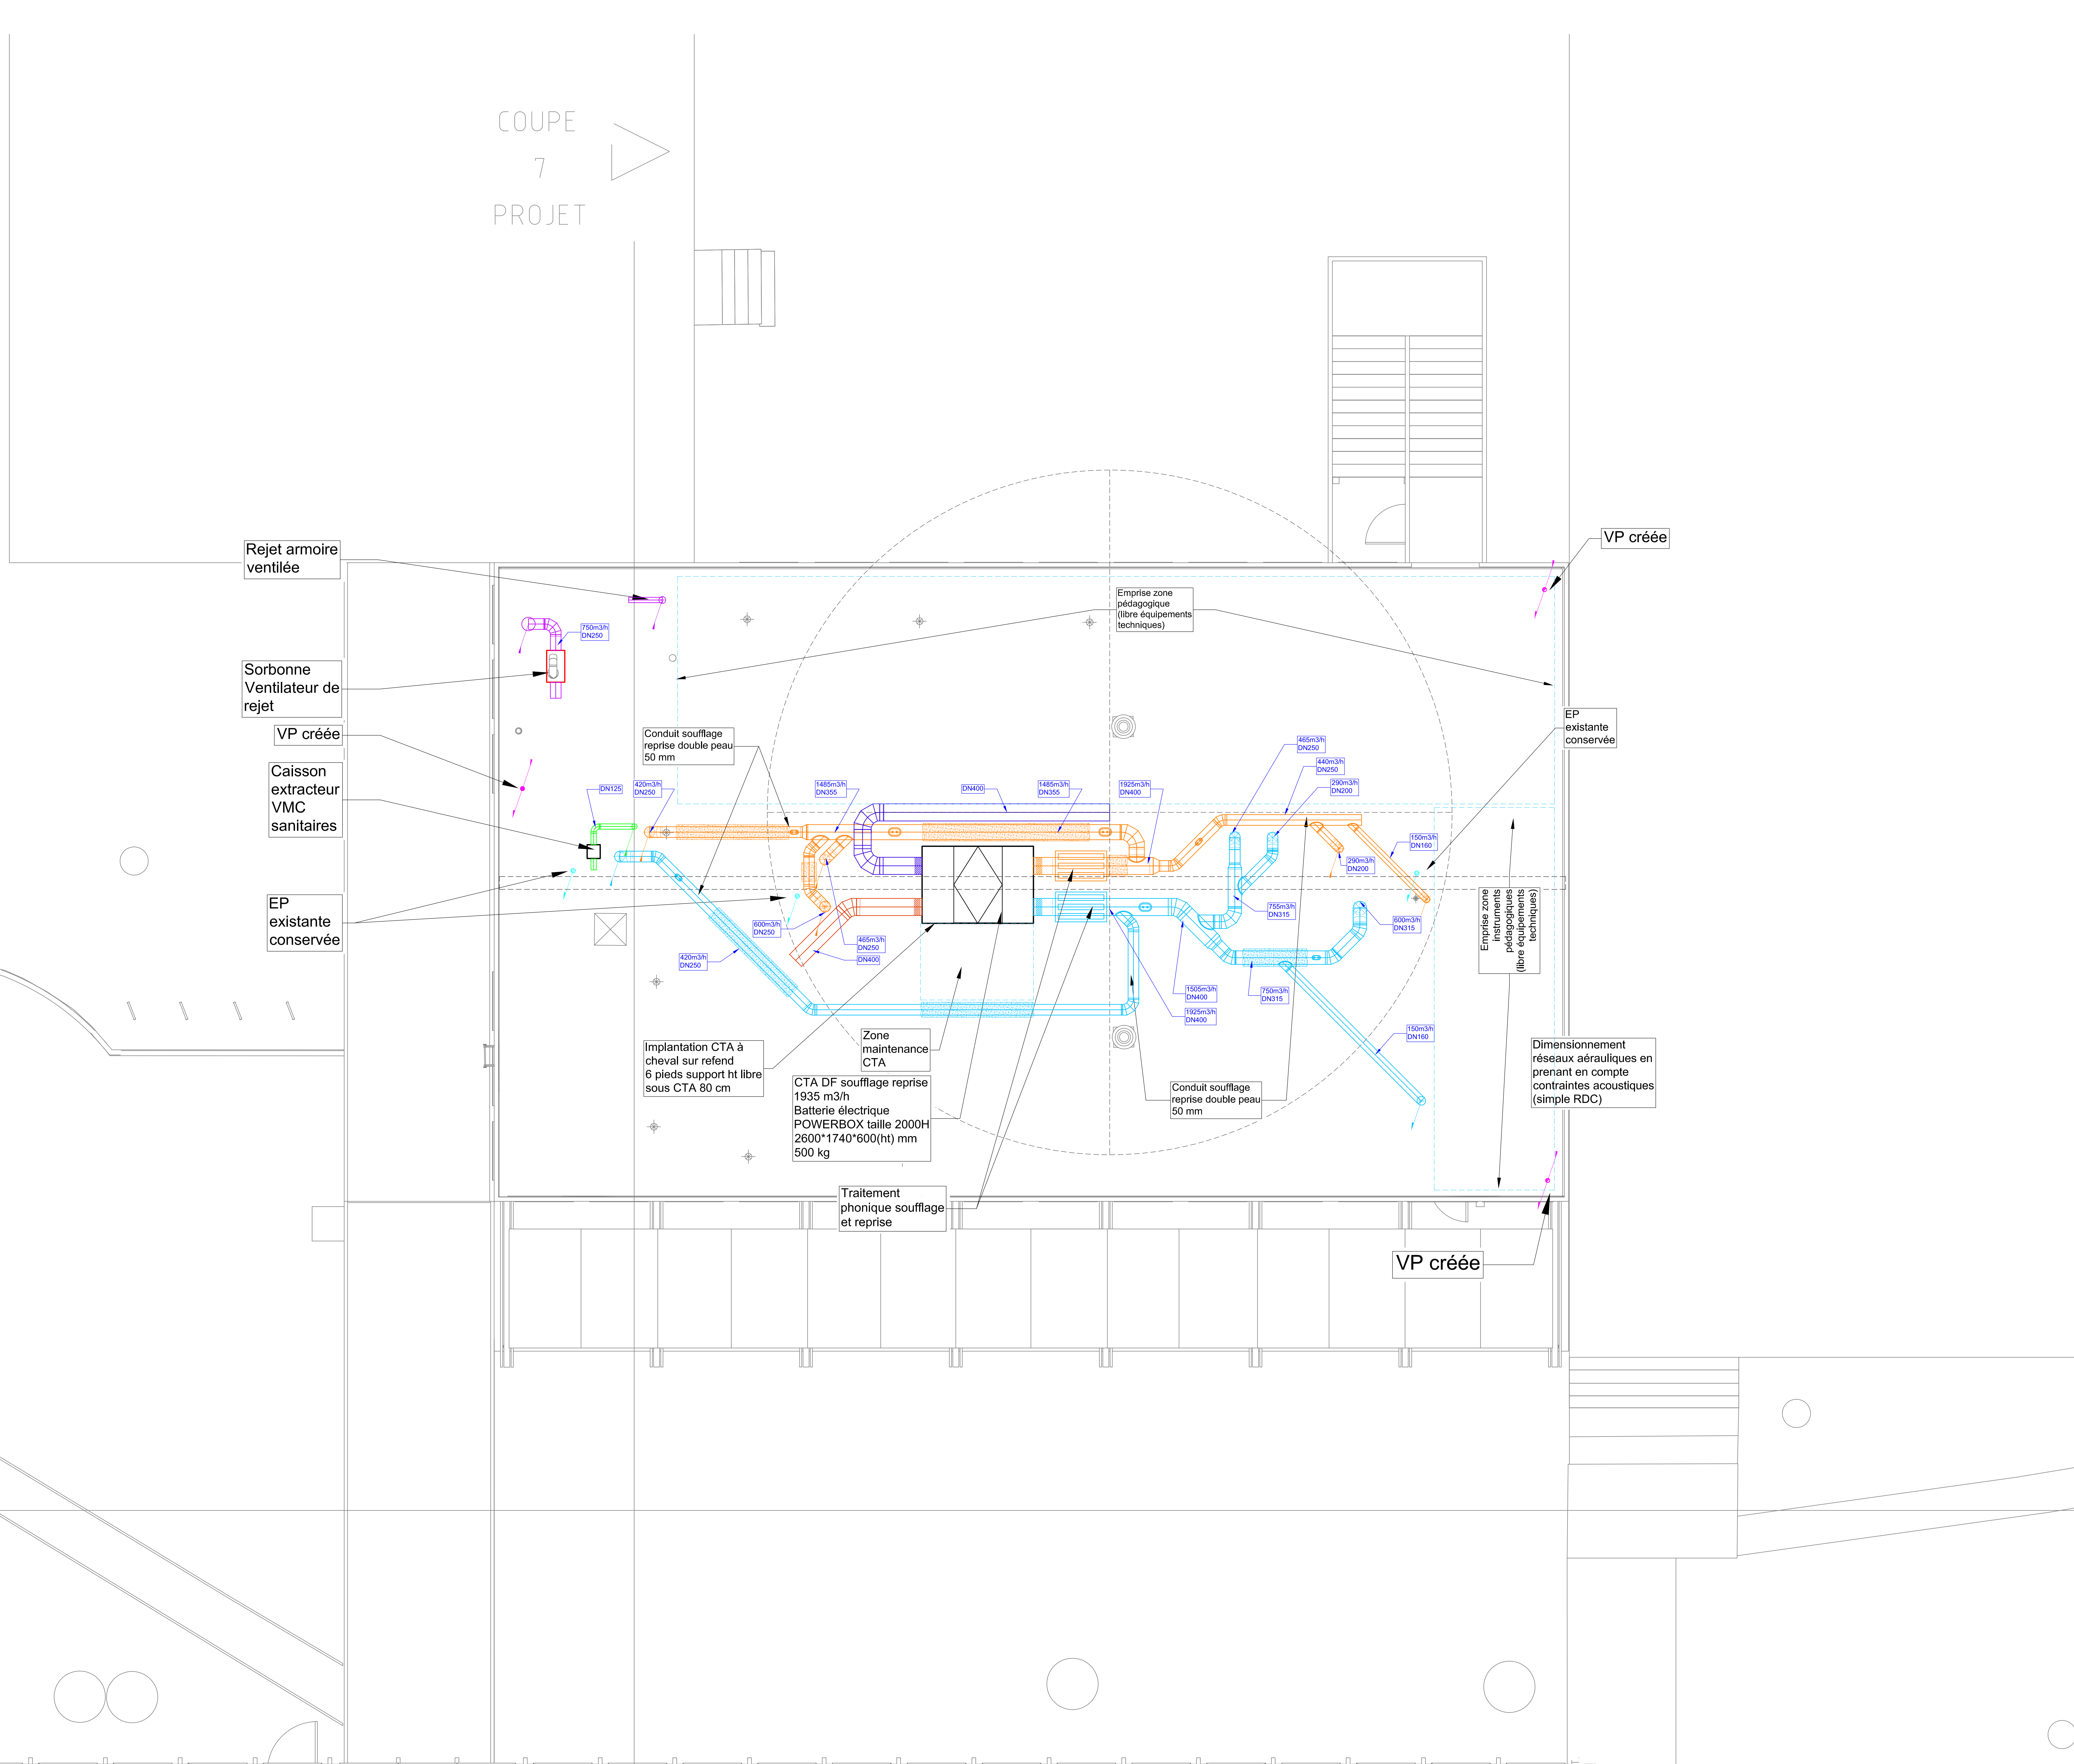 COUPE
7
PROJET
Rejet armoire
ventilée
VP créée
Emprise zone
pédagogique
(libre équipements
techniques)
750m3/h
DN250
Sorbonne
Ventilateur de
rejet
VP créée
EP
existante
conservée
Conduit soufflage
reprise double peau
50 mm
465m3/h
DN250
440m3/h
DN250
290m3/h
DN200
Caisson
extracteur
VMC
sanitaires
DN125
420m3/h
DN250
1485m3/h
DN355
DN400
1485m3/h
DN355
1925m3/h
DN400
150m3/h
DN160
290m3/h
DN200
EP
existante
conservée
600m3/h
DN250
465m3/h
DN250
DN400
755m3/h
DN315
600m3/h
DN315
Emprise zone
instruments
pédagogiques
(libre équipements
techniques)
420m3/h
DN250
1505m3/h
DN400
750m3/h
DN315
1925m3/h
DN400
150m3/h
DN160
Implantation CTA à
cheval sur refend
6 pieds support ht libre
sous CTA 80 cm
Zone
maintenance
CTA
Dimensionnement
réseaux aérauliques en
prenant en compte
contraintes acoustiques
(simple RDC)
CTA DF soufflage reprise
1935 m3/h
Batterie électrique
POWERBOX taille 2000H
2600*1740*600(ht) mm
500 kg
Conduit soufflage
reprise double peau
50 mm
Traitement
phonique soufflage
et reprise
VP créée